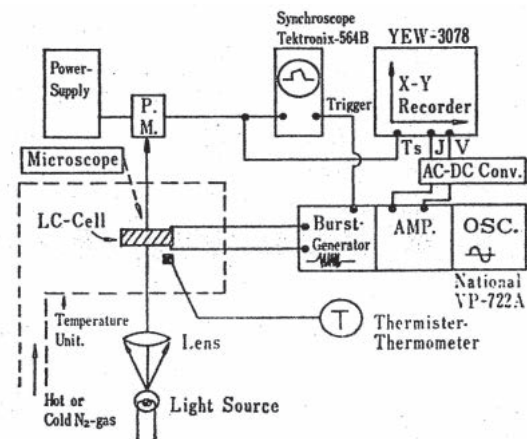 Synchroscope
Tektronix-564B
YEW-3078
Power-
Supply
P.
M.
X-Y
Recorder
Trigger
Ts J V
Microscope
AC-DC Conv.
LC-Cell
Burst-
Generator
AMP.
OSC.
National
VP-722A
Temperature
Unit.
T
Thermister-
Thermometer
Lens
Hot or
Cold N₂-gas
Light Source